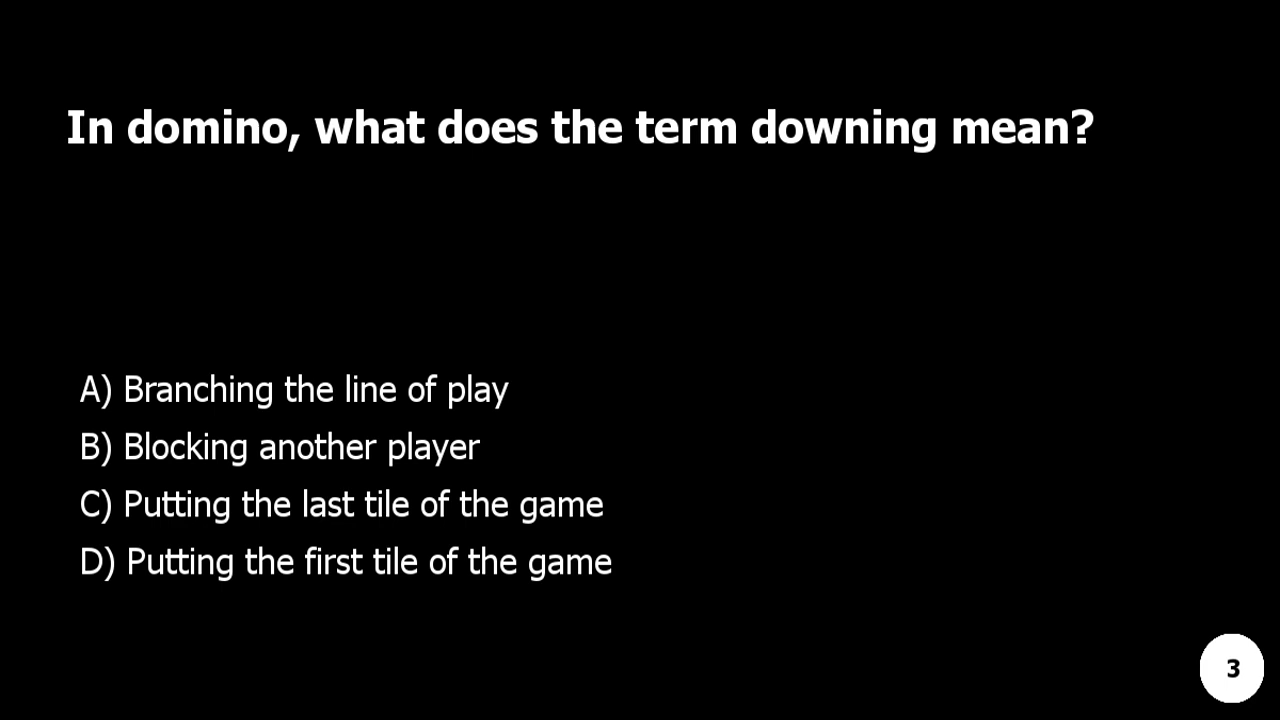 In domino, what does the term downing mean?
A) Branching the line of play
B) Blocking another player
C) Putting the last tile of the game
D) Putting the first tile of the game
3